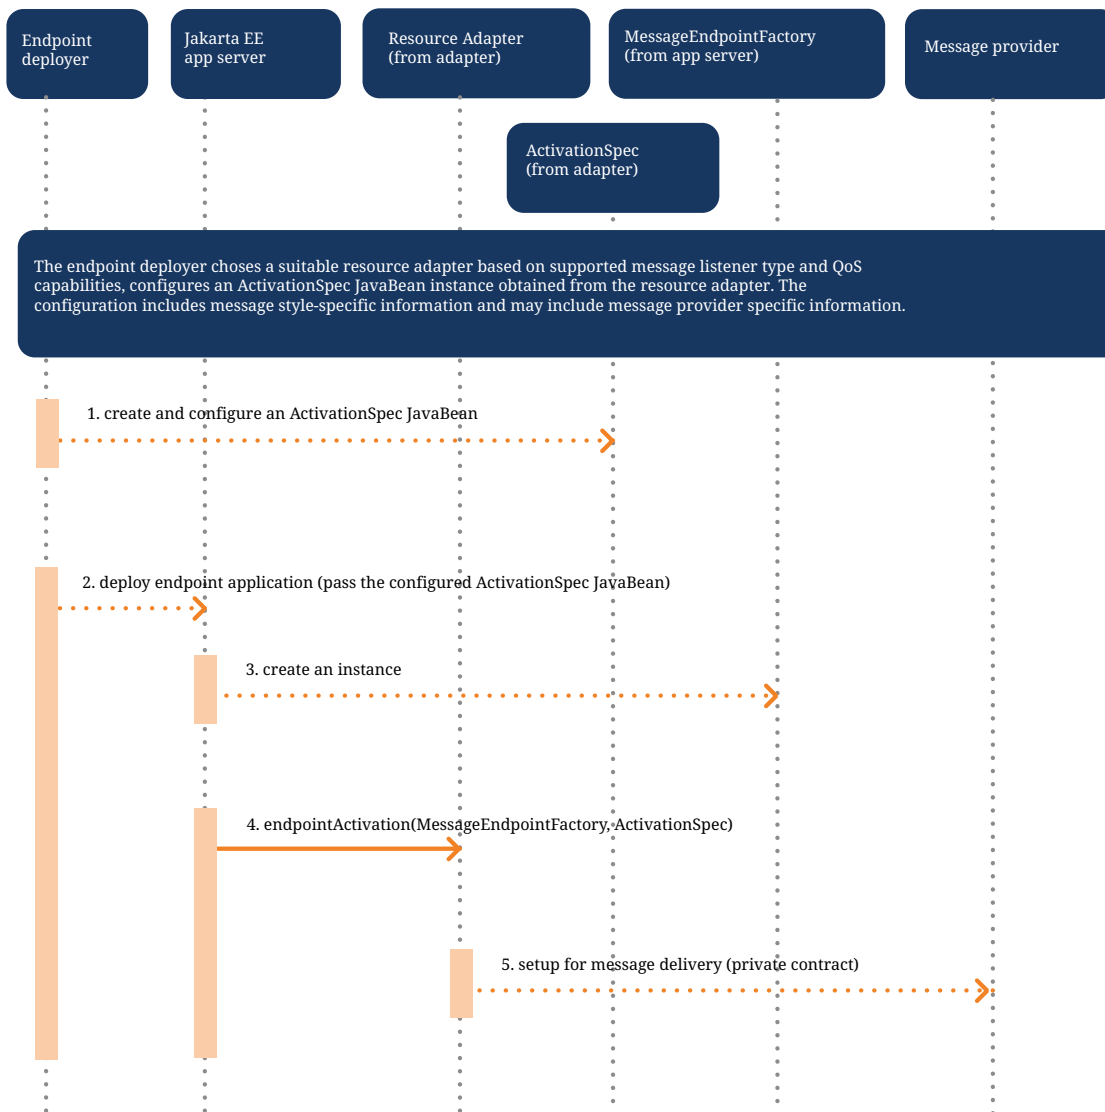 Endpoint
deployer
Jakarta EE
app server
Resource Adapter
(from adapter)
MessageEndpointFactory
(from app server)
Message provider
ActivationSpec
(from adapter)
The endpoint deployer choses a suitable resource adapter based on supported message listener type and QoS
capabilities, configures an ActivationSpec JavaBean instance obtained from the resource adapter. The
configuration includes message style-specific information and may include message provider specific information.
1. create and configure an ActivationSpec JavaBean
2. deploy endpoint application (pass the configured ActivationSpec JavaBean)
3. create an instance
4. endpointActivation(MessageEndpointFactory, ActivationSpec)
5. setup for message delivery (private contract)